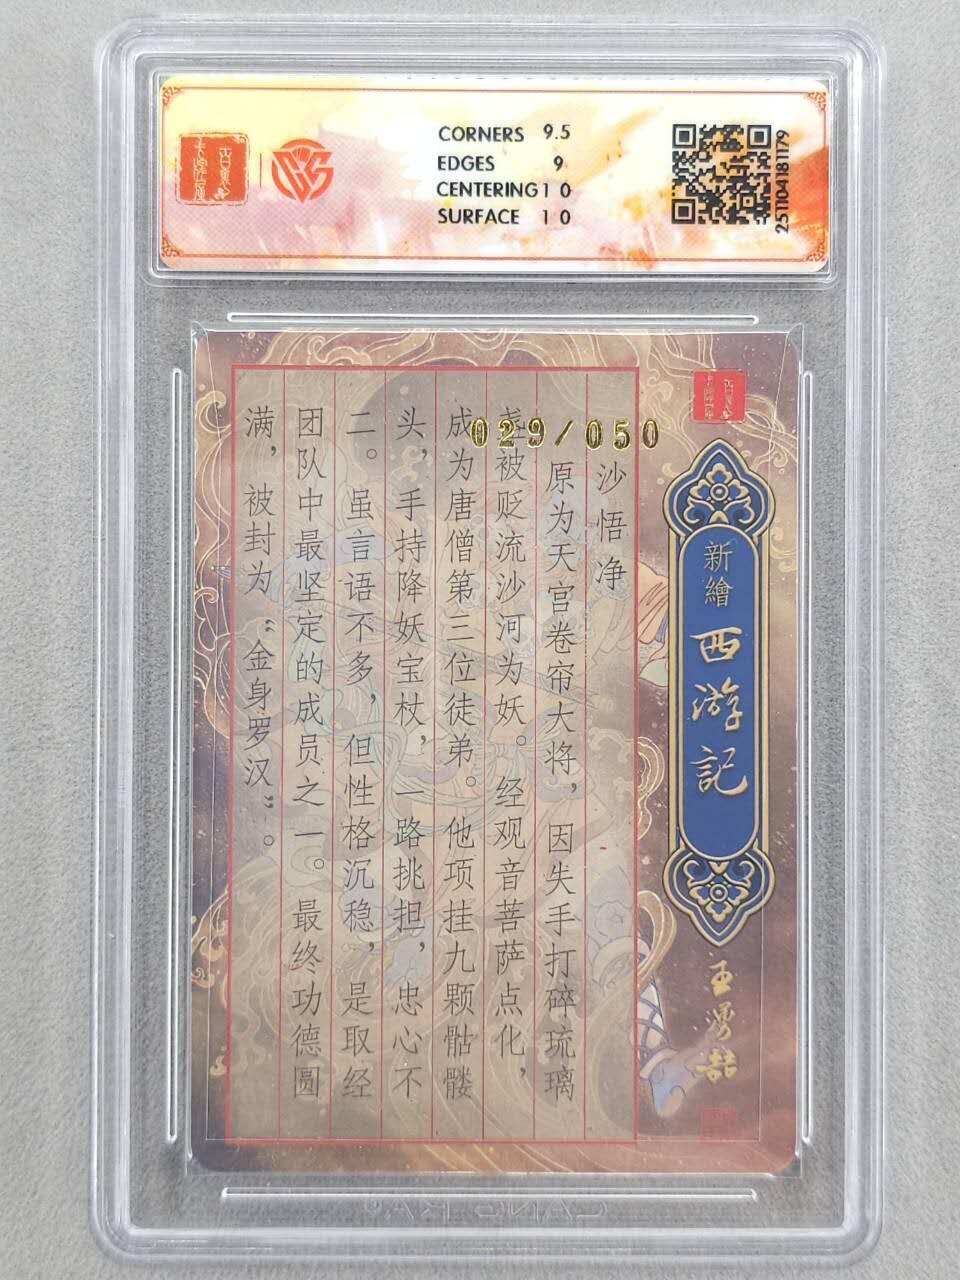 CORNERS 9.5
EDGES 9
CENTERING 10
SURFACE 10
251104181179
029/050
新繪
西游記
沙悟净
原为天宫卷帘大将，因失手打碎琉璃
盏被贬流沙河为妖。经观音菩萨点化，
成为唐僧第三位徒弟。他项挂九颗骷髅
头，手持降妖宝杖，一路挑担，忠心不
二。虽言语不多，但性格沉稳，是取经
团队中最坚定的成员之一。最终功德圆
满，被封为“金身罗汉”。